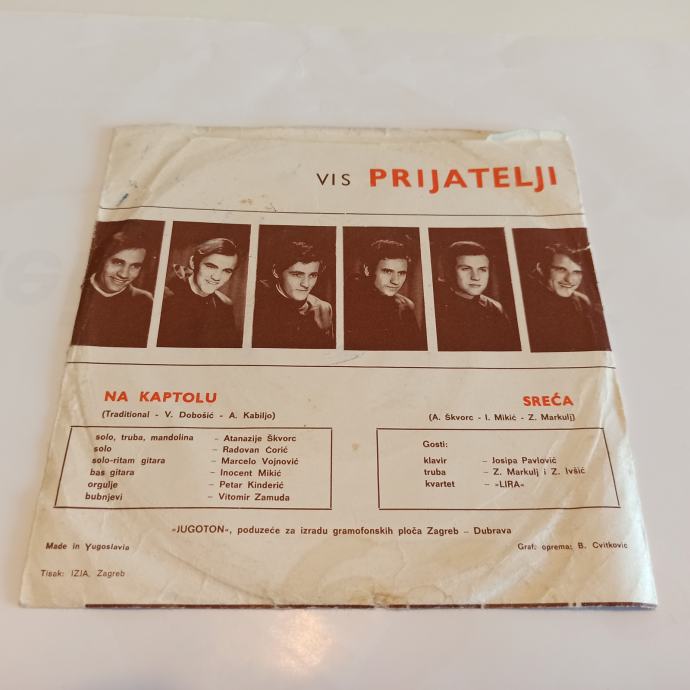 VIS PRIJATELJI
NA KAPTOLU
(Traditional - V. Dobošić - A. Kabiljo)
solo, truba, mandolina - Atanazije Škvorc
solo - Radovan Ćorić
solo-ritam gitara - Marcelo Vojnović
bas gitara - Inocent Mikić
orgulje - Petar Kinderić
bubnjevi - Vitomir Zamuda
SREĆA
(A. Škvorc - I. Mikić - Z. Markulj)
Gosti:
klavir - Josipa Pavlović
truba - Z. Markulj i Z. Ivšić
kvartet - »LIRA«
»JUGOTON«, poduzeće za izradu gramofonskih ploča Zagreb - Dubrava
Made in Yugoslavia
Graf. oprema: B. Cvitković
Tisak: IZJA, Zagreb